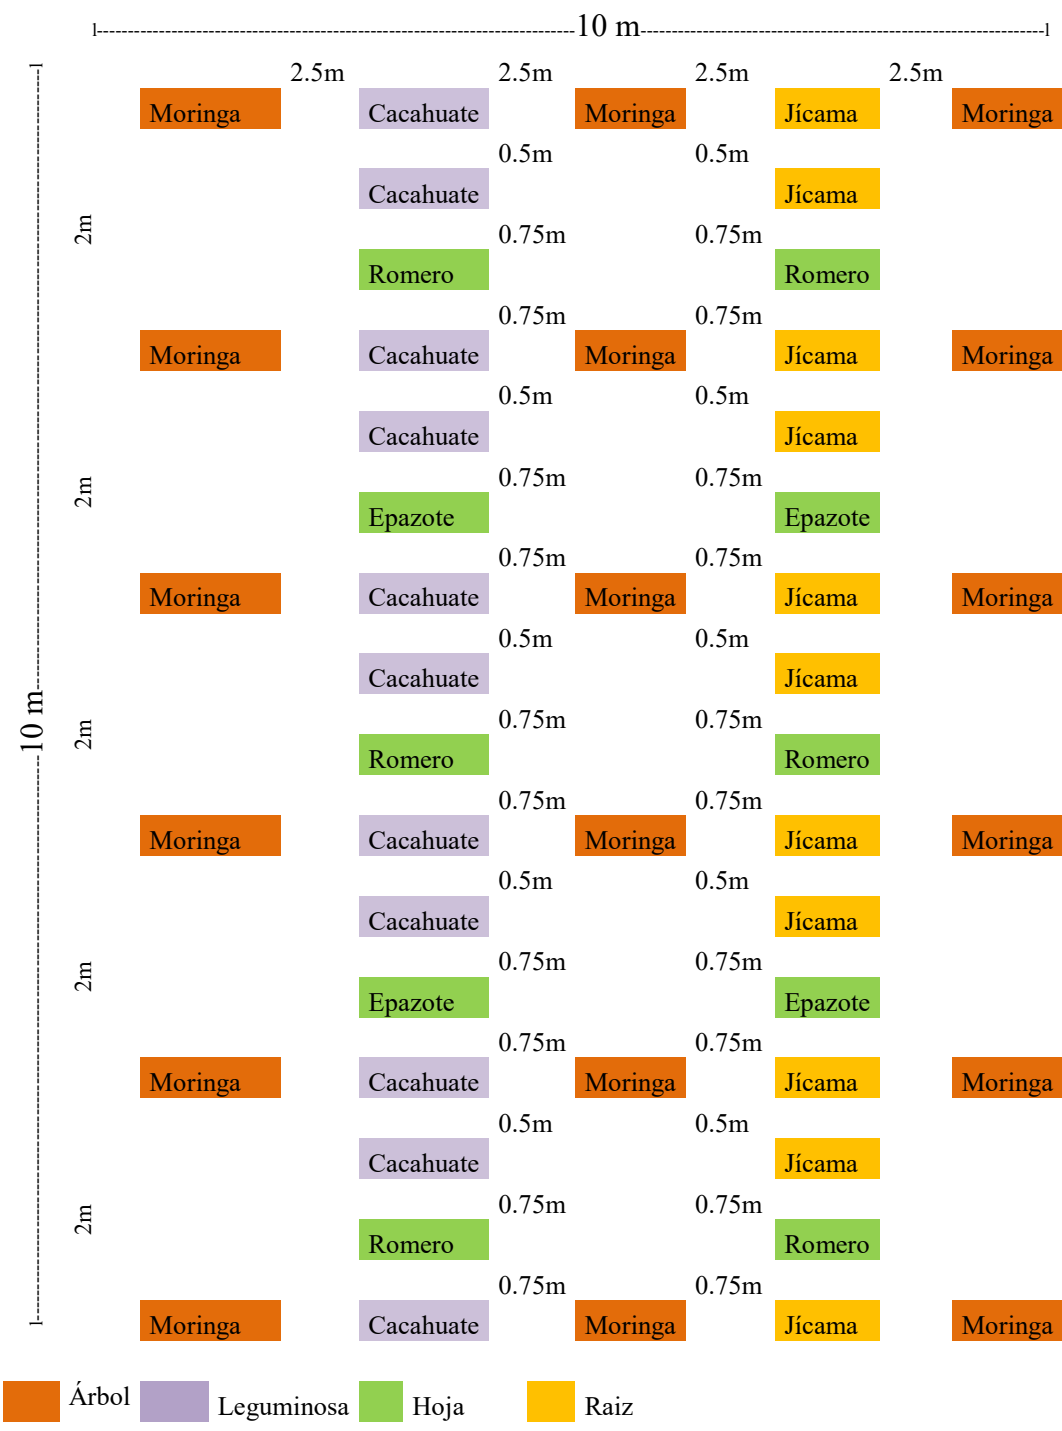 l----------10 m----------l
2.5m 2.5m 2.5m 2.5m
Moringa Cacahuate Moringa Jícama Moringa
0.5m 0.5m
Cacahuate Jícama
2m
0.75m 0.75m
Romero Romero
0.75m 0.75m
Moringa Cacahuate Moringa Jícama Moringa
0.5m 0.5m
Cacahuate Jícama
2m
0.75m 0.75m
Epazote Epazote
0.75m 0.75m
Moringa Cacahuate Moringa Jícama Moringa
0.5m 0.5m
Cacahuate Jícama
l----------10 m----------l
2m
0.75m 0.75m
Romero Romero
0.75m 0.75m
Moringa Cacahuate Moringa Jícama Moringa
0.5m 0.5m
Cacahuate Jícama
2m
0.75m 0.75m
Epazote Epazote
0.75m 0.75m
Moringa Cacahuate Moringa Jícama Moringa
0.5m 0.5m
Cacahuate Jícama
2m
0.75m 0.75m
Romero Romero
0.75m 0.75m
Moringa Cacahuate Moringa Jícama Moringa
Árbol Leguminosa Hoja Raiz